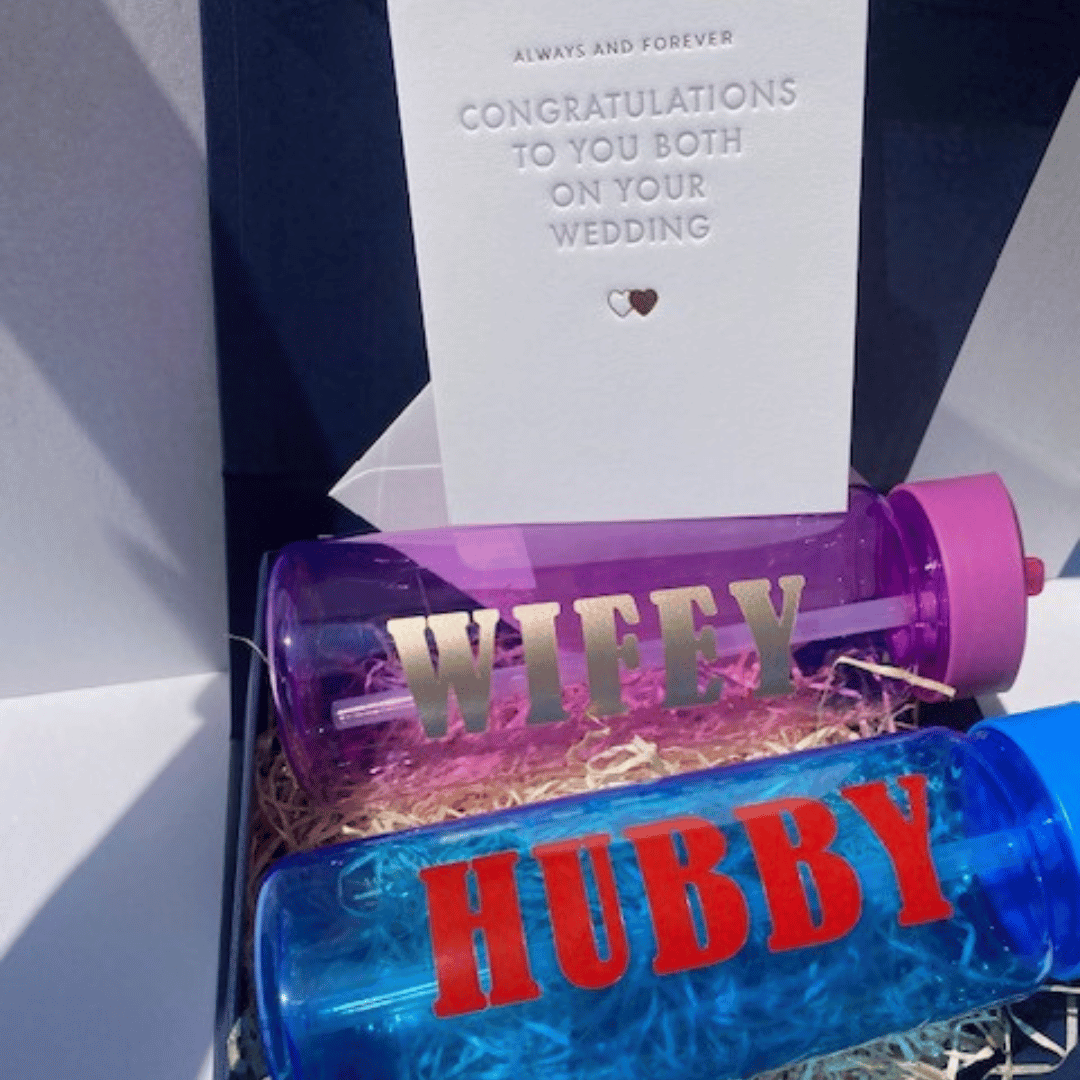 ALWAYS AND FOREVER
CONGRATULATIONS
TO YOU BOTH
ON YOUR
WEDDING
WIFEY
HUBBY